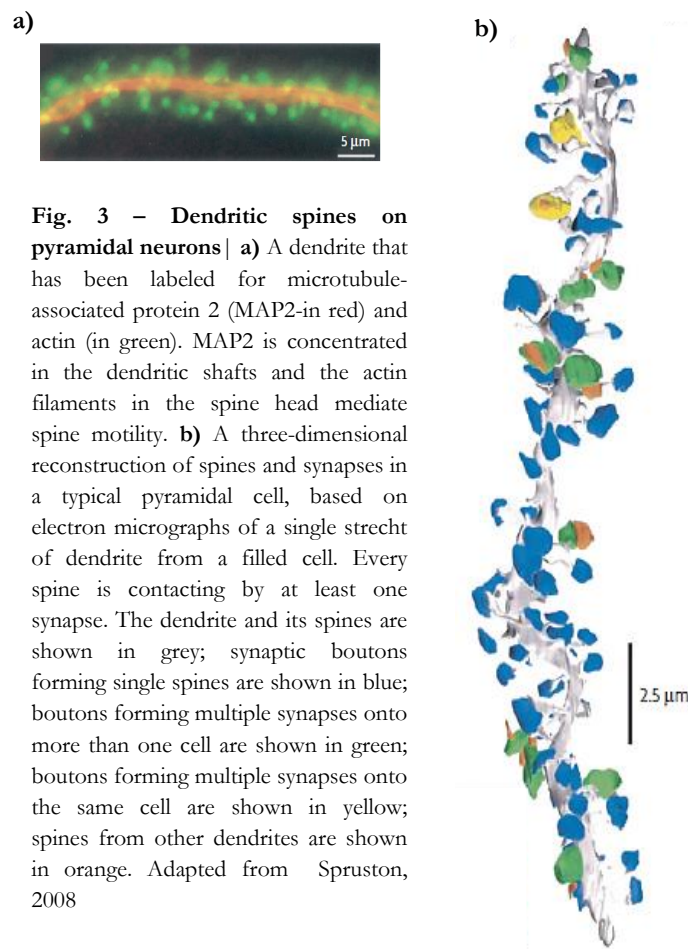 a)
5 μm
Fig. 3 – Dendritic spines on
pyramidal neurons| a) A dendrite that
has been labeled for microtubule-
associated protein 2 (MAP2-in red) and
actin (in green). MAP2 is concentrated
in the dendritic shafts and the actin
filaments in the spine head mediate
spine motility. b) A three-dimensional
reconstruction of spines and synapses in
a typical pyramidal cell, based on
electron micrographs of a single strecht
of dendrite from a filled cell. Every
spine is contacting by at least one
synapse. The dendrite and its spines are
shown in grey; synaptic boutons
forming single spines are shown in blue;
boutons forming multiple synapses onto
more than one cell are shown in green;
boutons forming multiple synapses onto
the same cell are shown in yellow;
spines from other dendrites are shown
in orange. Adapted from Spruston,
2008
b)
2.5 μm